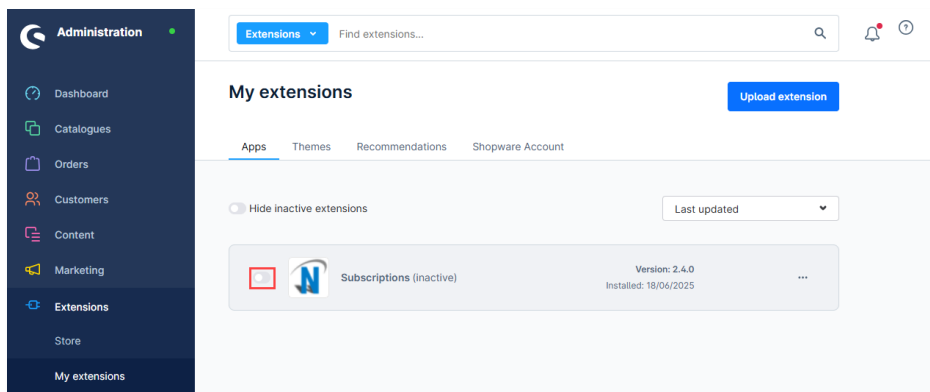 Administration
Extensions
Find extensions...
Dashboard
Catalogues
Orders
Customers
Content
Marketing
Extensions
Store
My extensions
My extensions
Upload extension
Apps
Themes
Recommendations
Shopware Account
Hide inactive extensions
Last updated
Subscriptions (inactive)
Version: 2.4.0
Installed: 18/06/2025